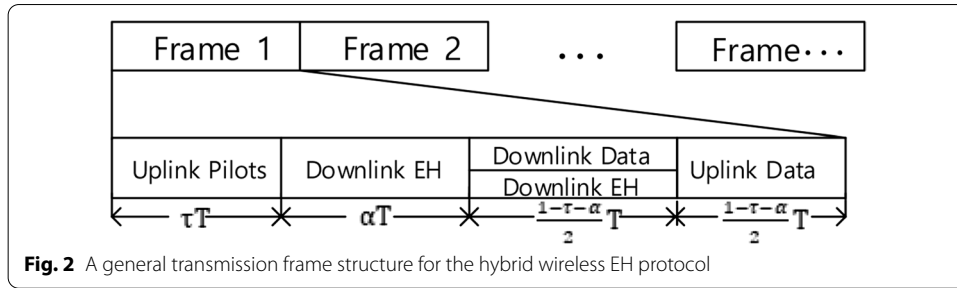 Frame 1 Frame 2 ... Frame...
Downlink Data
Uplink Pilots Downlink EH Uplink Data
Downlink EH
τT αT (1-τ-α)/2 T (1-τ-α)/2 T
Fig. 2 A general transmission frame structure for the hybrid wireless EH protocol